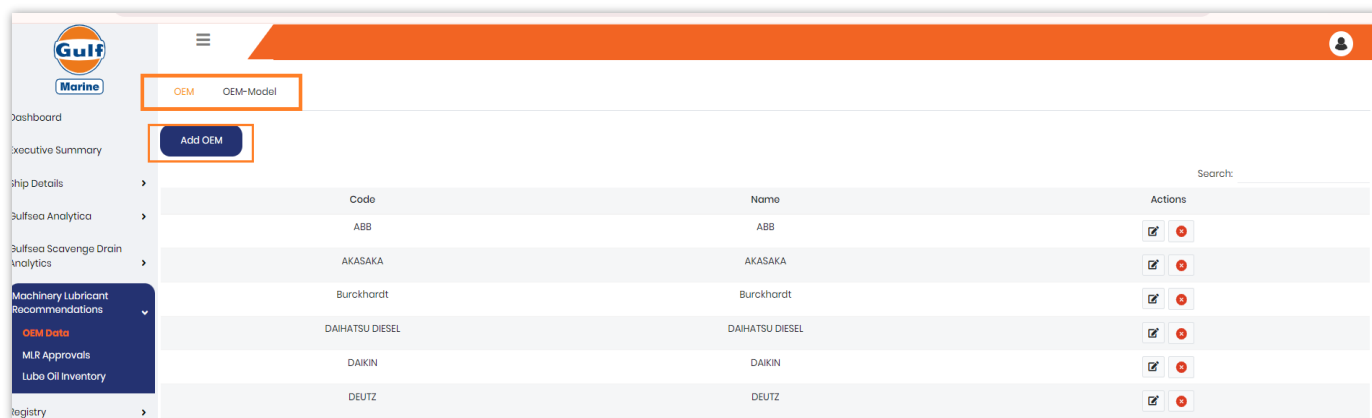 Gulf
Marine
OEM OEM-Model
Dashboard
Add OEM
Executive Summary
Search:
Ship Details
Code Name Actions
Gulfsea Analytica
ABB ABB
Gulfsea Scavenge Drain
Analytics
AKASAKA AKASAKA
Machinery Lubricant
Recommendations
Burckhardt Burckhardt
OEM Data
DAIHATSU DIESEL DAIHATSU DIESEL
MLR Approvals
DAIKIN DAIKIN
Lube Oil Inventory
DEUTZ DEUTZ
Registry